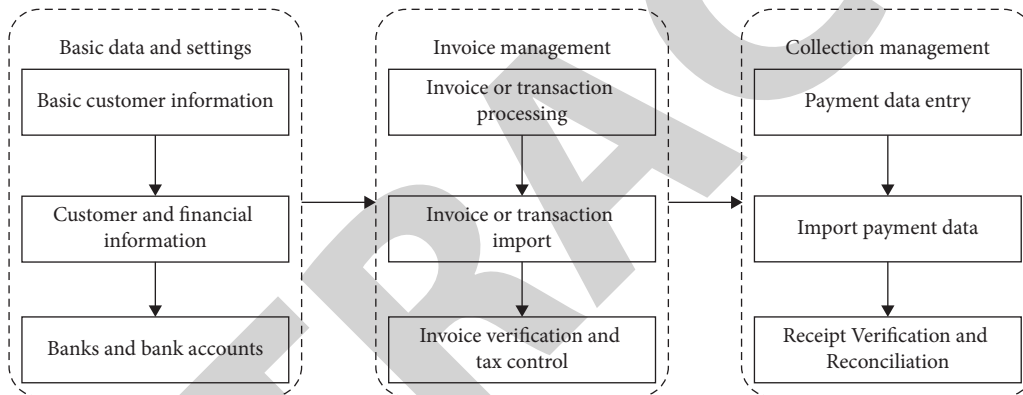 Basic data and settings
Basic customer information
Customer and financial
information
Banks and bank accounts
Invoice management
Invoice or transaction
processing
Invoice or transaction
import
Invoice verification and
tax control
Collection management
Payment data entry
Import payment data
Receipt Verification and
Reconciliation
TRAC